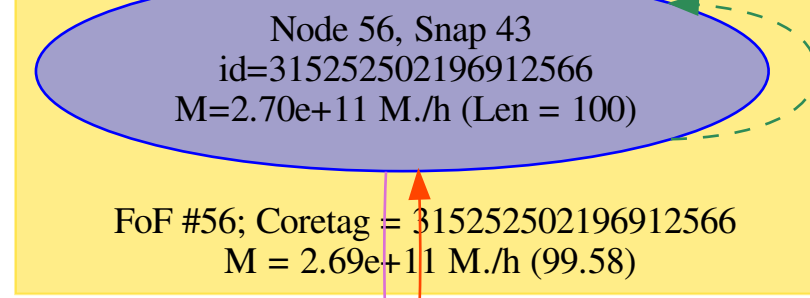 Node 56, Snap 43
id=315252502196912566
M=2.70e+11 M./h (Len = 100)
FoF #56; Coretag = 315252502196912566
M = 2.69e+11 M./h (99.58)